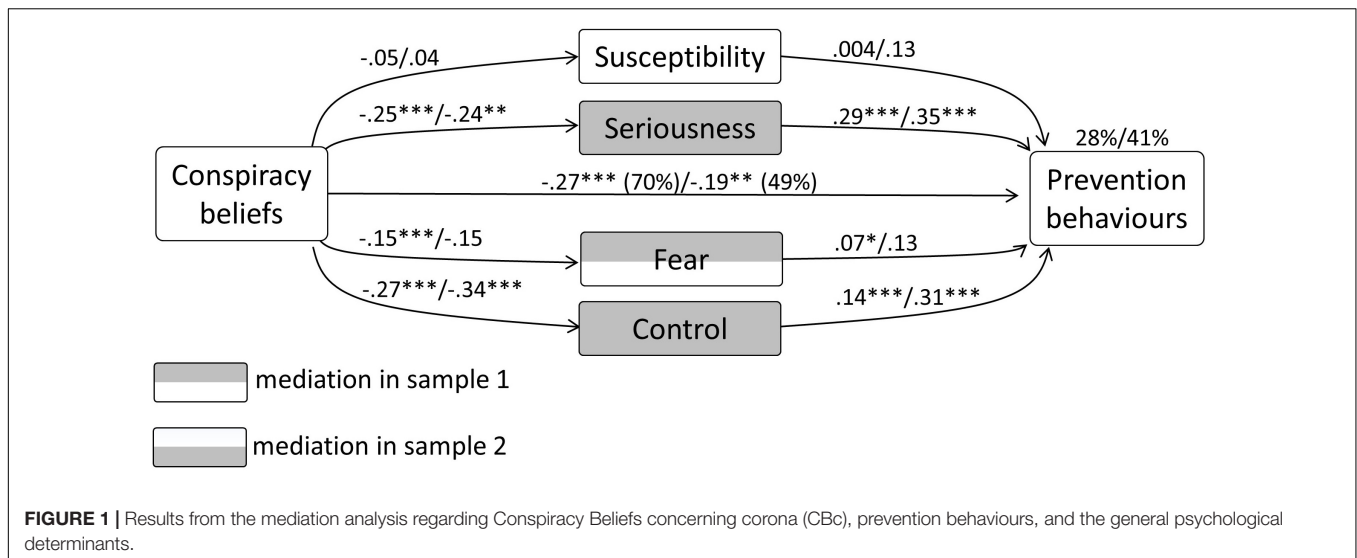 -.05/.04
Susceptibility
.004/.13
-.25***/-.24**
Seriousness
.29***/.35***
28%/41%
Conspiracy
beliefs
-.27*** (70%)/-.19** (49%)
Prevention
behaviours
-.15***/-.15
Fear
.07*/.13
-.27***/-.34***
Control
.14***/.31***
mediation in sample 1
mediation in sample 2
FIGURE 1 | Results from the mediation analysis regarding Conspiracy Beliefs concerning corona (CBc), prevention behaviours, and the general psychological
determinants.